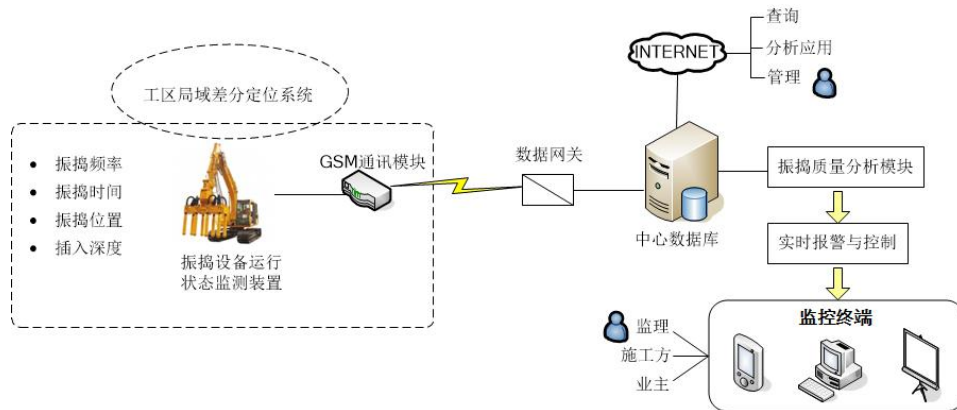 工区局域差分定位系统
振捣频率
振捣时间
振捣位置
插入深度
振捣设备运行
状态监测装置
GSM通讯模块
数据网关
INTERNET
查询
分析应用
管理
中心数据库
振捣质量分析模块
实时报警与控制
监控终端
监理
施工方
业主